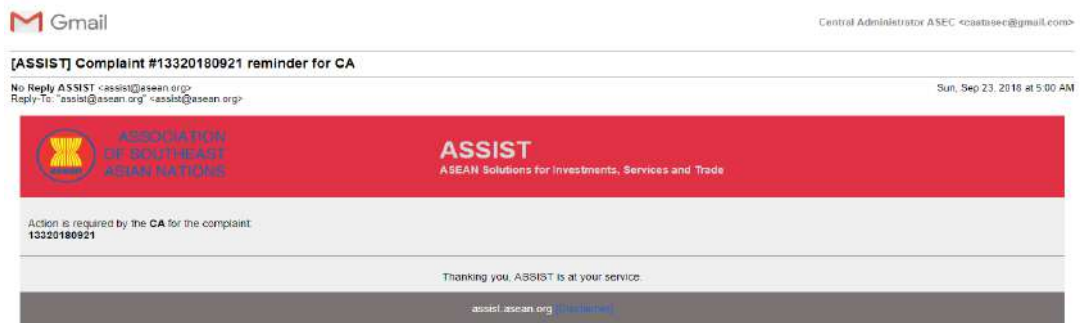 Gmail
Central Administrator ASEC <caatasec@gmail.com>
[ASSIST] Complaint #13320180921 reminder for CA
No Reply ASSIST <assist@asean.org>
Sun, Sep 23, 2018 at 5:00 AM
Reply-To: "assist@asean.org" <assist@asean.org>
ASSOCIATION
OF SOUTHEAST
ASIAN NATIONS
ASSIST
ASEAN Solutions for Investments, Services and Trade
Action is required by the CA for the complaint:
13320180921
Thanking you, ASSIST is at your service.
assist.asean.org [Disclaimer]